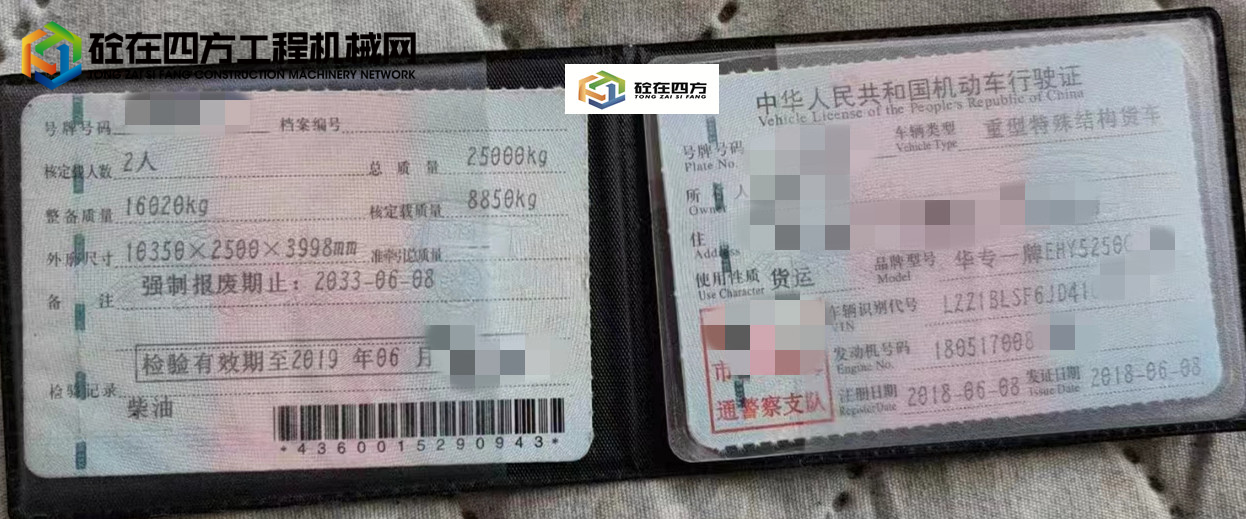 砼在四方工程机械网
TONG ZAI SI FANG CONSTRUCTION MACHINERY NETWORK
砼在四方
TONG ZAI SI FANG
号牌号码
档案编号
核定载人数 2人
总质量 25000kg
整备质量 16020kg
核定载质量 8850kg
外廓尺寸 10350×2500×3998mm
准牵引总质量
备注 强制报废期止：2033-06-08
检验有效期至2019 年06 月
检验记录
柴油
*4360015290943*
中华人民共和国机动车行驶证
Vehicle License of the People's Republic of China
号牌号码
Plate No.
车辆类型 重型特殊结构货车
Vehicle Type
所 人
Owner
住
Address
使用性质 货运
Use Character
品牌型号 华专一牌EHY5250
Model
车辆识别代号 LZZ1BLSF6JD41
VIN
发动机号码 180517008
Engine No.
市
通警察支队
注册日期 2018-06-08
Register Date
发证日期 2018-06-08
Issue Date